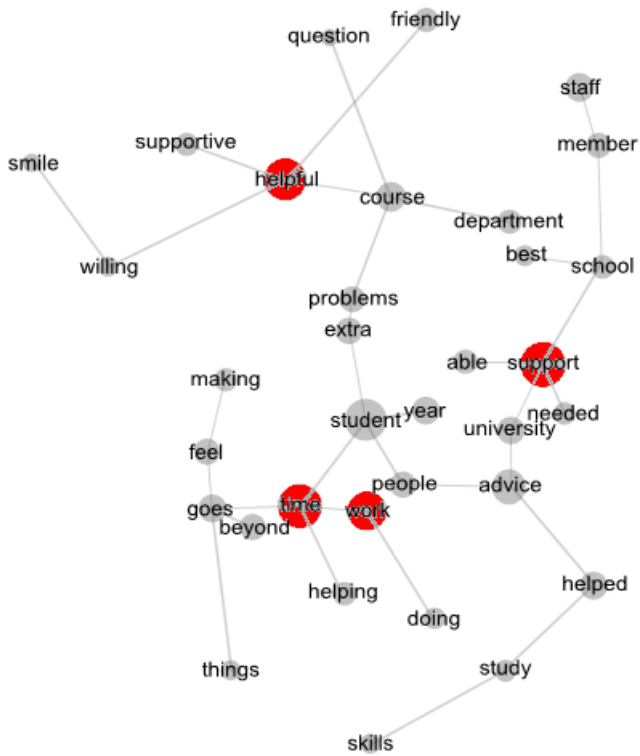 friendly
question
staff
supportive
member
smile
helpful
course
department
willing
best
school
problems
extra
able
support
making
student
year
needed
university
feel
people
advice
goes
time
work
beyond
helping
helped
doing
things
study
skills